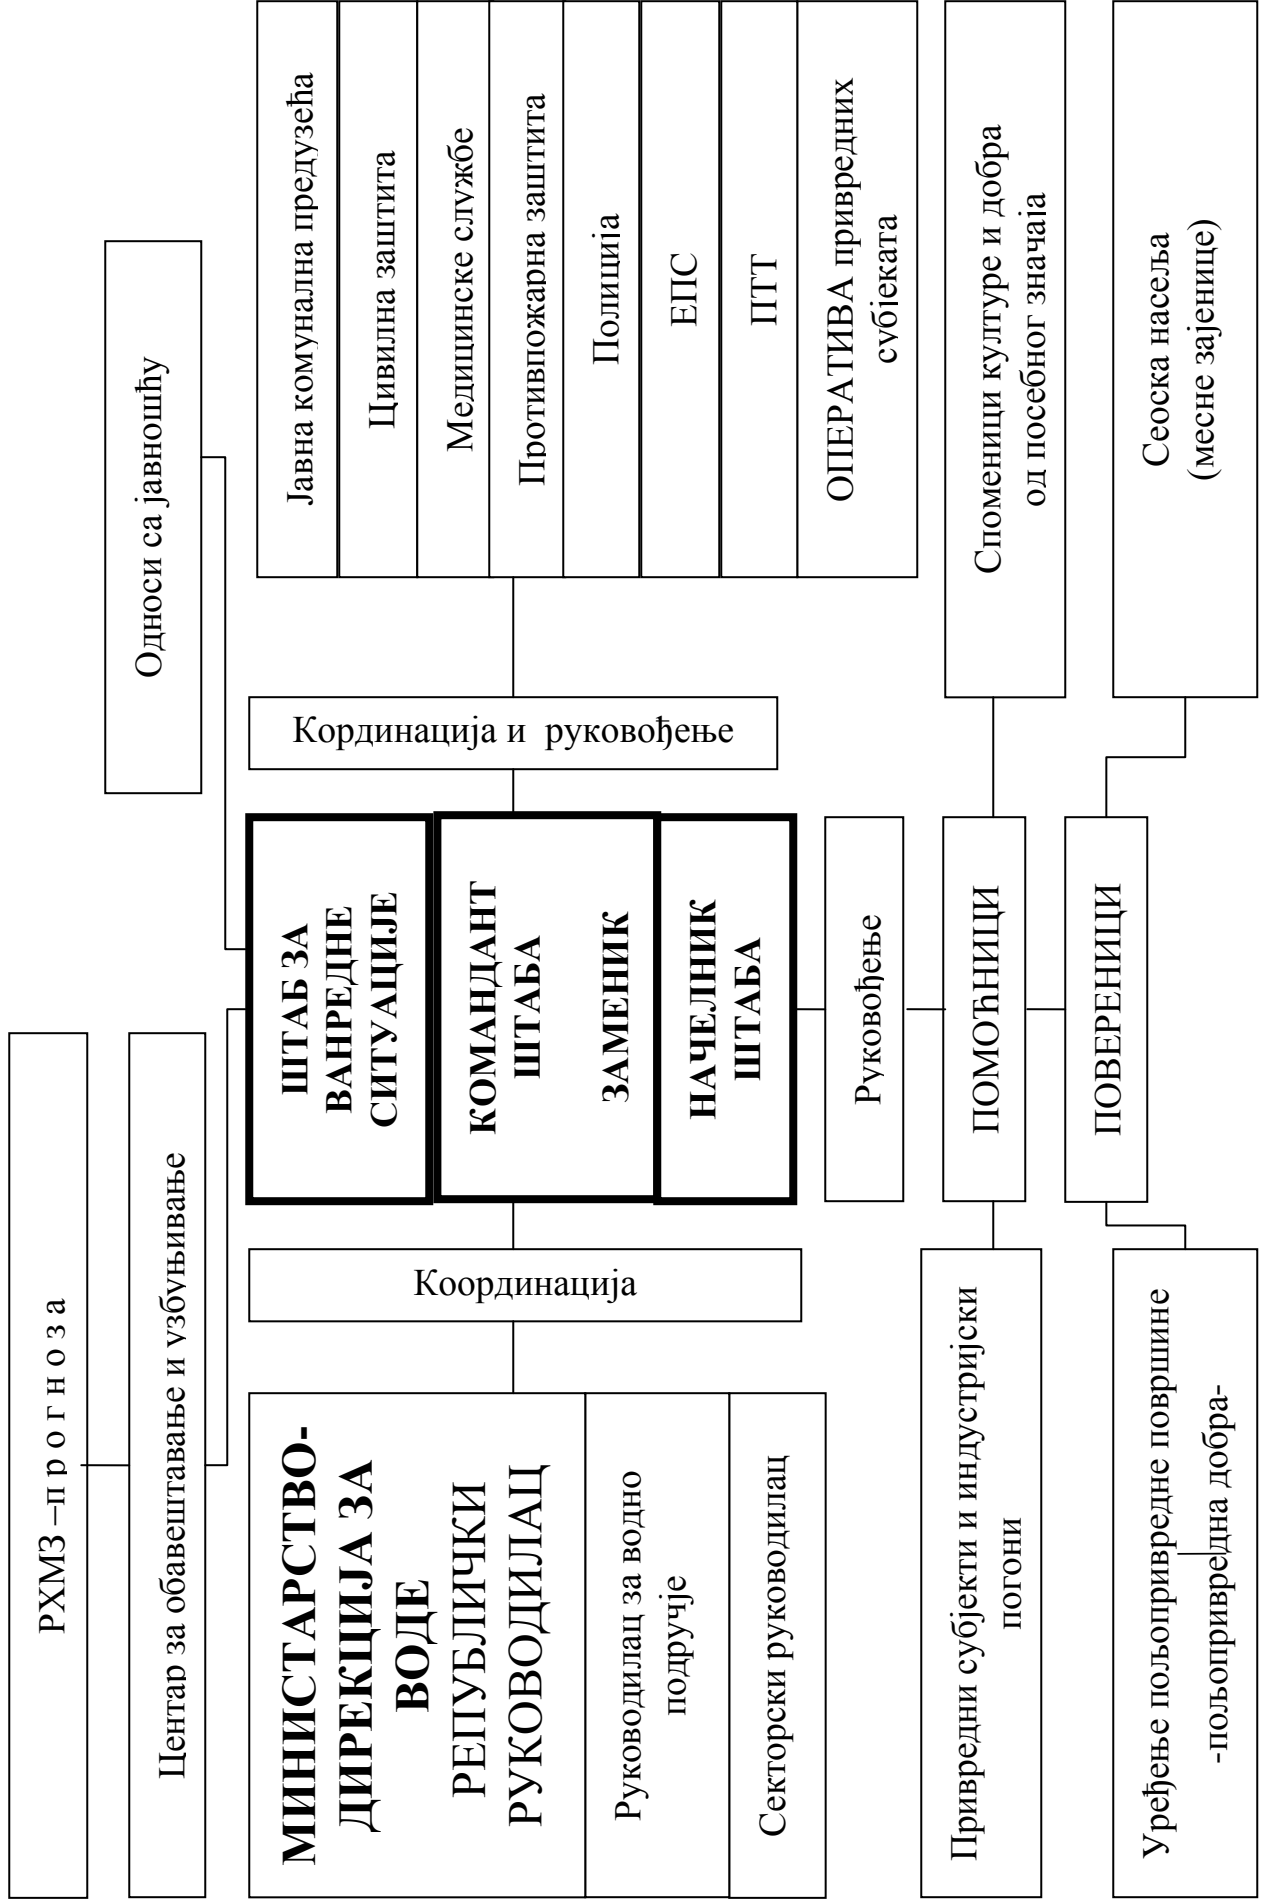 РХМЗ –п р о г н о з а
Центар за обавештавање и узбуњивање
Односи са јавношћу
МИНИСТАРСТВО-
ДИРЕКЦИЈА ЗА
ВОДЕ
РЕПУБЛИЧКИ
РУКОВОДИЛАЦ
Руководилац за водно
подручје
Секторски руководилац
Координација
ШТАБ ЗА
ВАНРЕДНЕ
СИТУАЦИЈЕ
КОМАНДАНТ
ШТАБА
ЗАМЕНИК
НАЧЕЛНИК
ШТАБА
Кординација и  руковођење
Јавна комунална предузећа
Цивилна заштита
Медицинске службе
Противпожарна заштита
Полиција
ЕПС
ПТТ
ОПЕРАТИВА привредних
субјеката
Руковођење
Привредни субјекти и индустријски
погони
ПОМОЋНИЦИ
Споменици културе и добра
од посебног значаја
Уређење пољопривредне површине
-пољопривредна добра-
ПОВЕРЕНИЦИ
Сеоска насеља
(месне зајенице)